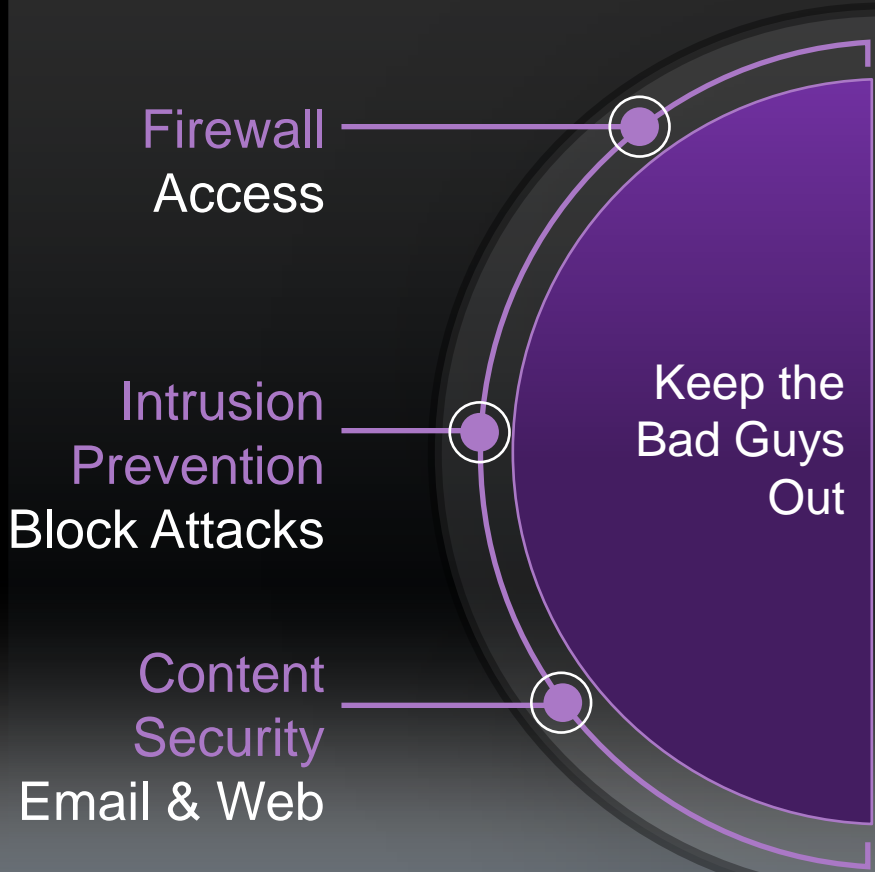 Firewall
Access
Intrusion
Prevention
Block Attacks
Content
Security
Email & Web
Keep the
Bad Guys
Out